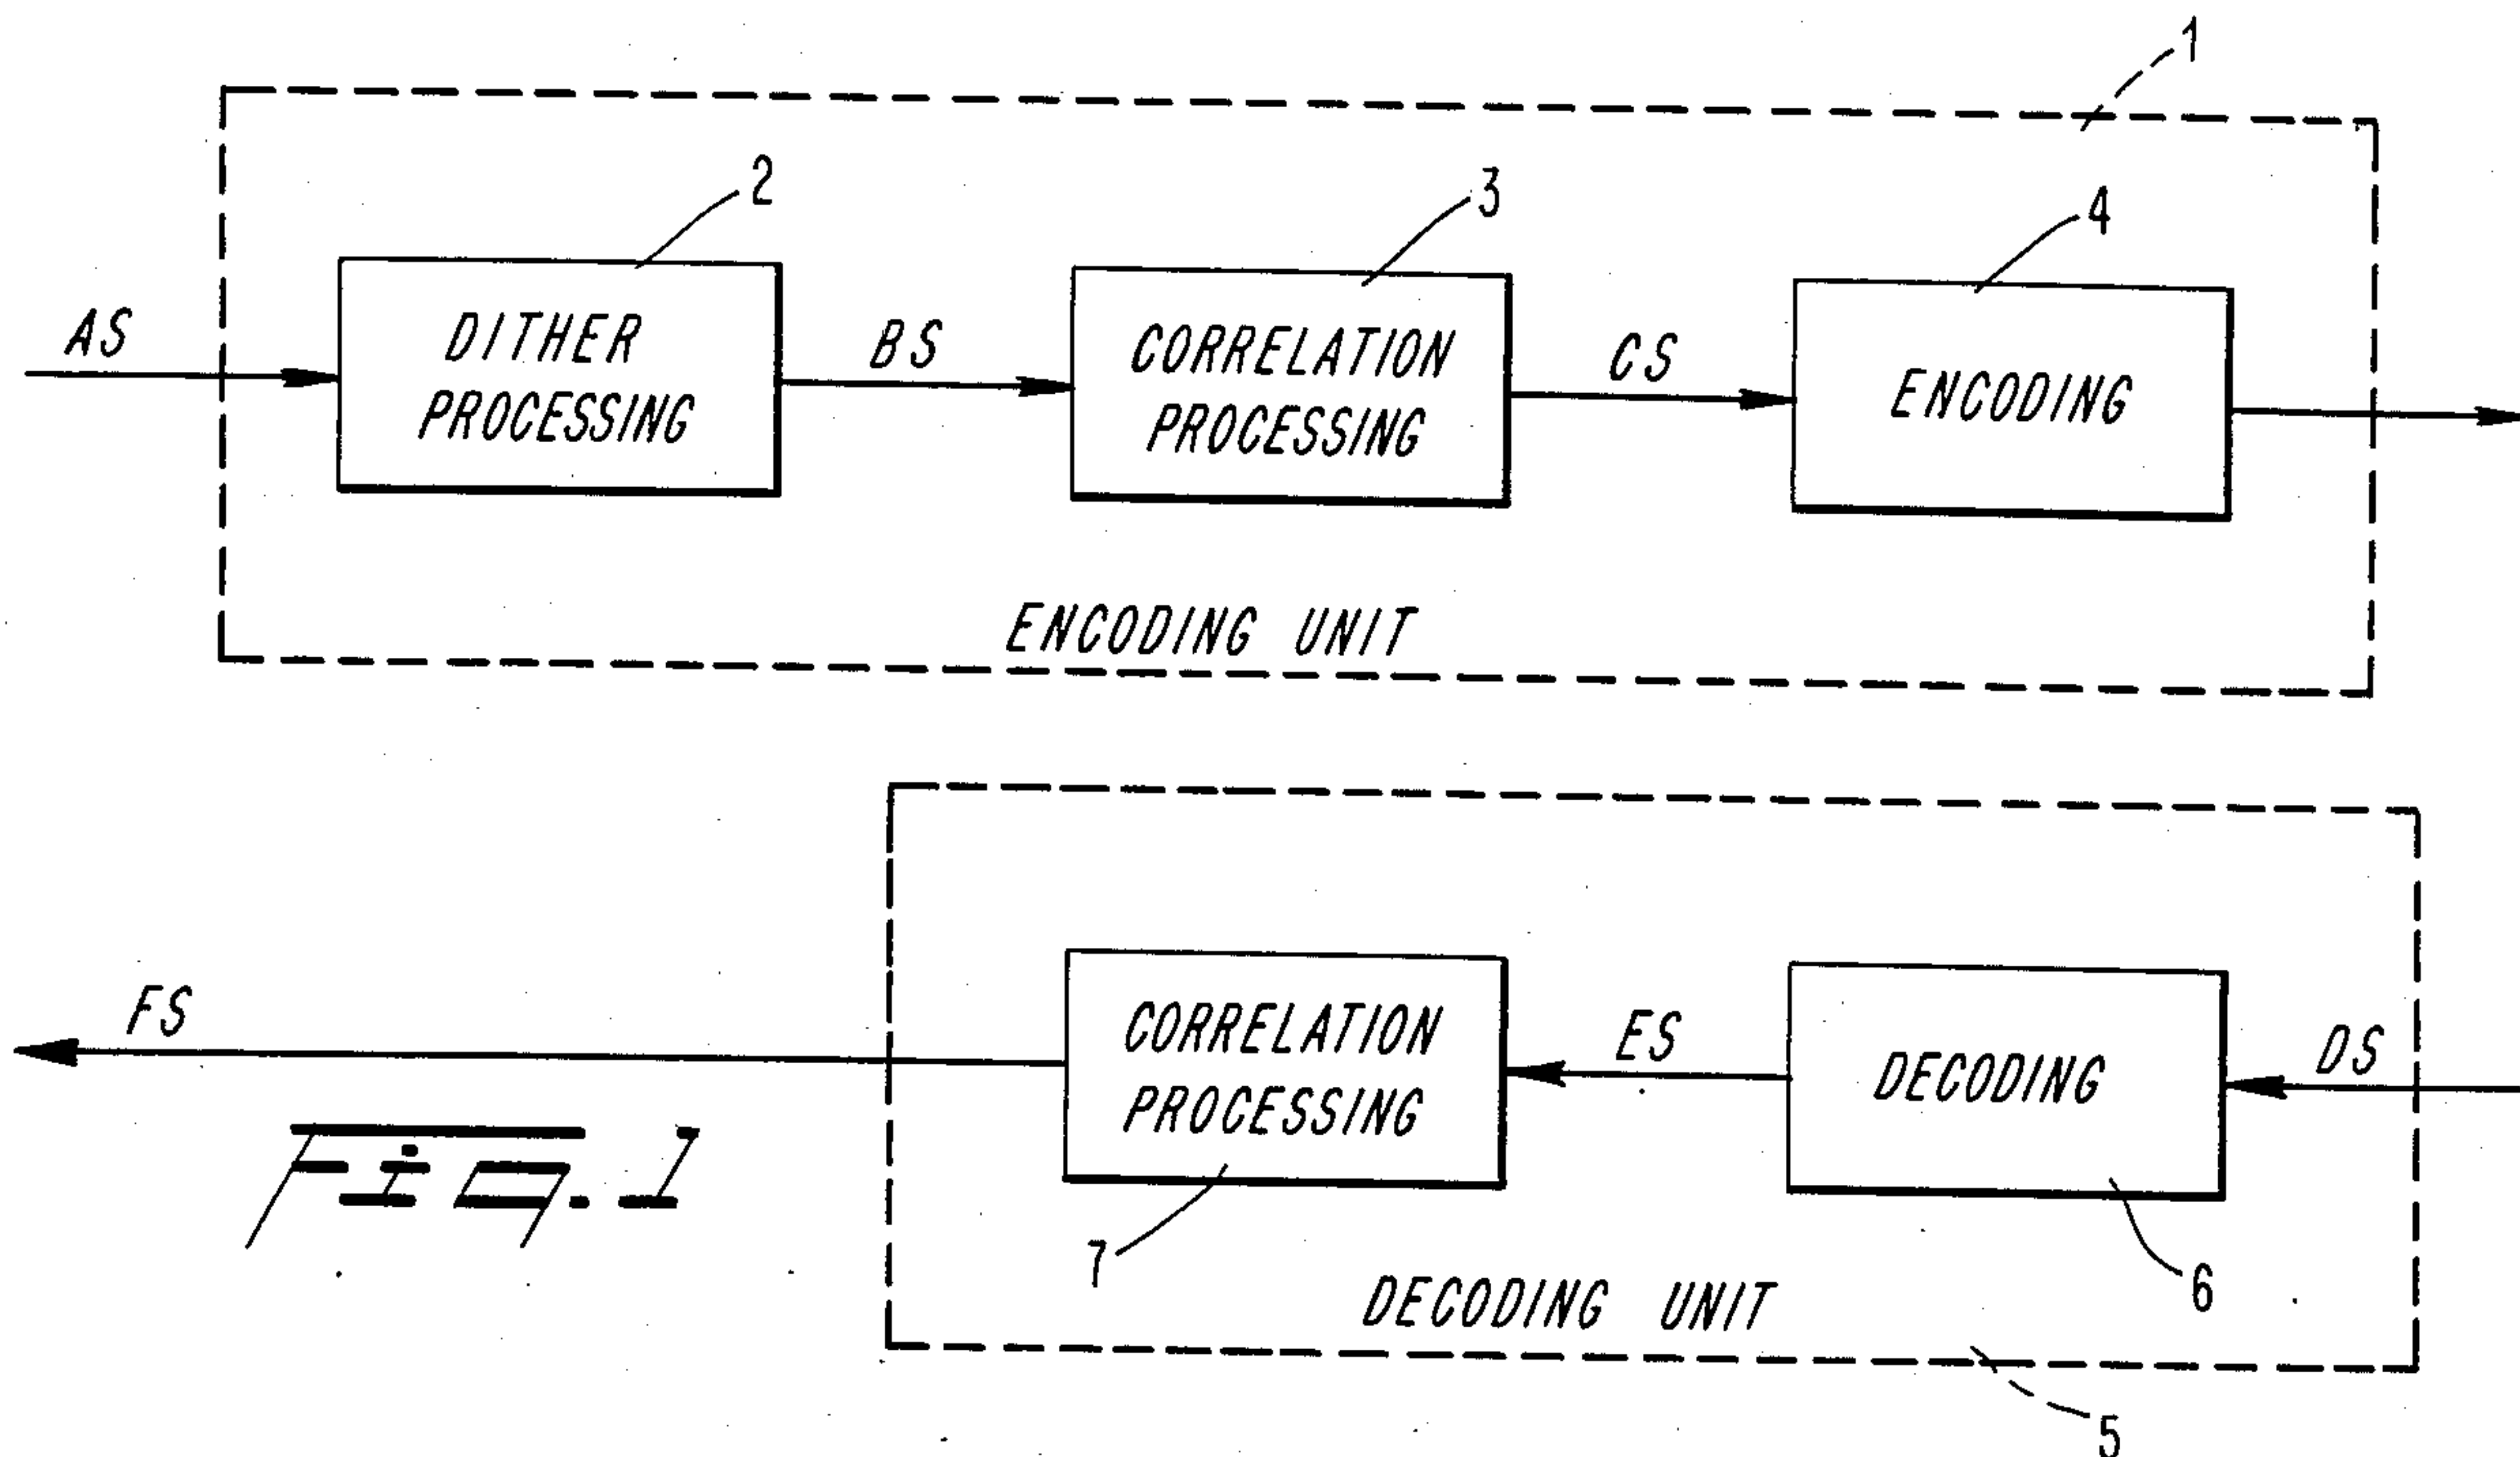 1
2
3
4
AS
DITHER
PROCESSING
BS
CORRELATION
PROCESSING
CS
ENCODING
ENCODING UNIT
FS
CORRELATION
PROCESSING
ES
DECODING
DS
Fig. 1
7
6
DECODING UNIT
5